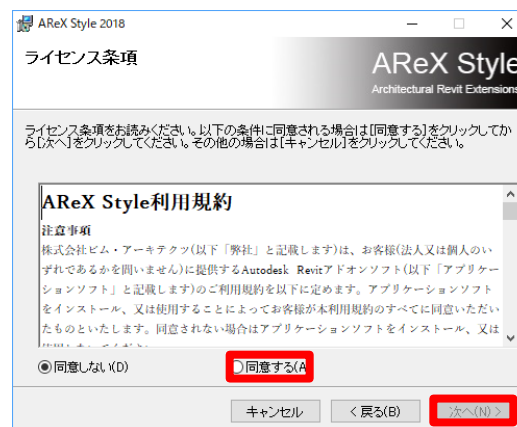 AReX Style 2018
ライセンス条項
AReX Style
Architectural Revit Extensions
ライセンス条項をお読みください。以下の条件に同意される場合は[同意する]をクリックしてか
ら[次へ]をクリックしてください。その他の場合は[キャンセル]をクリックしてください。
AReX Style利用規約
注意事項
株式会社ビム・アーキテクツ(以下「弊社」と記載します)は、お客様(法人又は個人のい
ずれであるかを問いません)に提供するAutodesk Revitアドオンソフト(以下「アプリケー
ションソフト」と記載します)のご利用規約を以下に定めます。アプリケーションソフト
をインストール、又は使用することによってお客様が本利用規約のすべてに同意いただい
たものといたします。同意されない場合はアプリケーションソフトをインストール、又は
同意しない(D)
同意する(A
キャンセル
< 戻る(B)
次へ(N) >